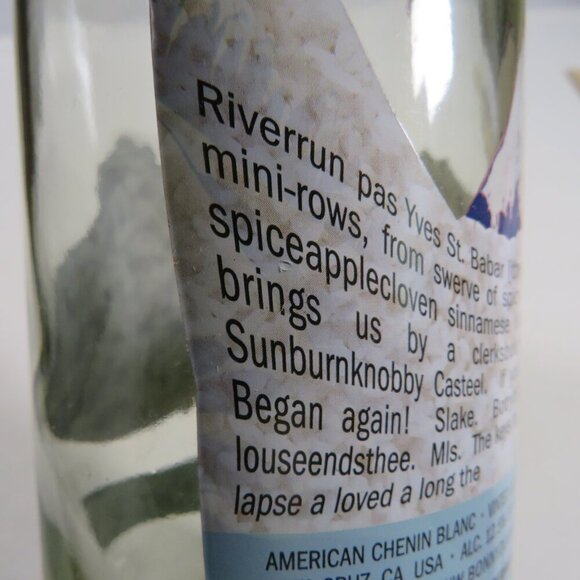 Riverrun pas Yves St. Babar
mini-rows, from swerve of
spiceapplecloven sinnamese
brings us by a
Sunburnknobby Casteel.
Began again! Slake.
louseendsthee. Mls. The
lapse a loved a long the
AMERICAN CHENIN BLANC
CRUZ, CA, USA • ALC.